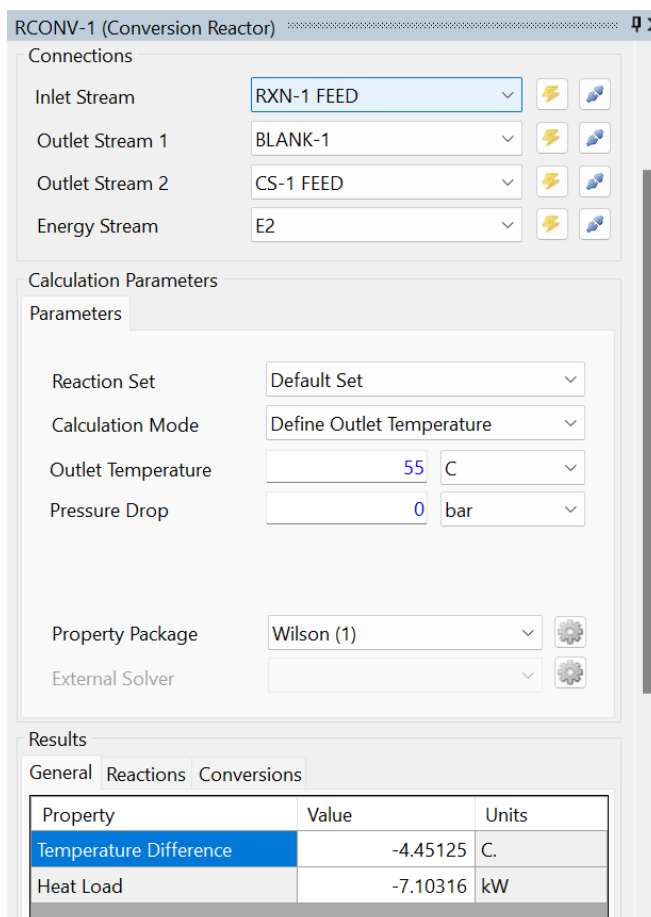 RCONV-1 (Conversion Reactor)
Connections
Inlet Stream RXN-1 FEED
Outlet Stream 1 BLANK-1
Outlet Stream 2 CS-1 FEED
Energy Stream E2
Calculation Parameters
Parameters
Reaction Set Default Set
Calculation Mode Define Outlet Temperature
Outlet Temperature 55 C
Pressure Drop 0 bar
Property Package Wilson (1)
External Solver
Results
General Reactions Conversions
Property Value Units
Temperature Difference -4.45125 C.
Heat Load -7.10316 kW